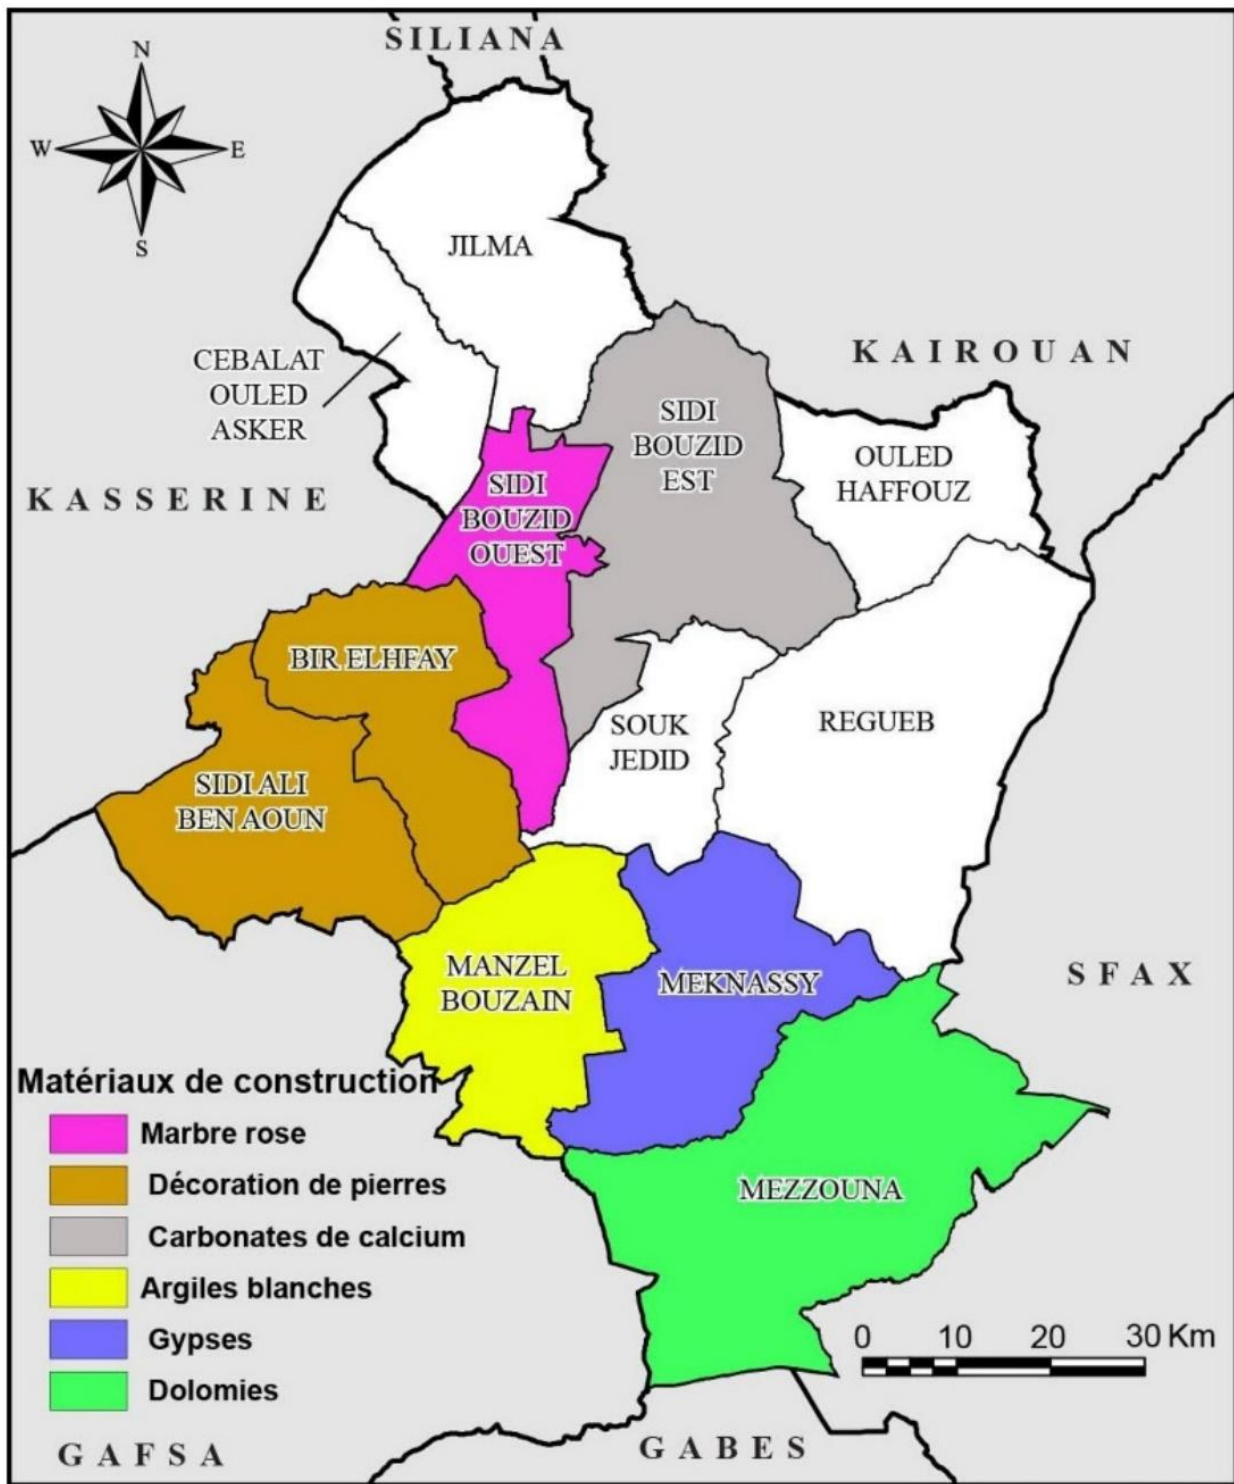 SILIANA
N
W
E
S
JILMA
CEBALAT
OULED
ASKER
KAIROUAN
SIDI
BOUZID
EST
OULED
HAFFOUZ
KASSERINE
SIDI
BOUZID
OUEST
BIR ELHFAY
SOUK
JEDID
REGUEB
SIDI ALI
BEN AOUN
MANZEL
BOUZAIN
MEKNASSY
SFAX
MEZZOUNA
Matériaux de construction
Marbre rose
Décoration de pierres
Carbonates de calcium
Argiles blanches
Gypses
Dolomies
0 10 20 30 Km
GAFSA
GABES